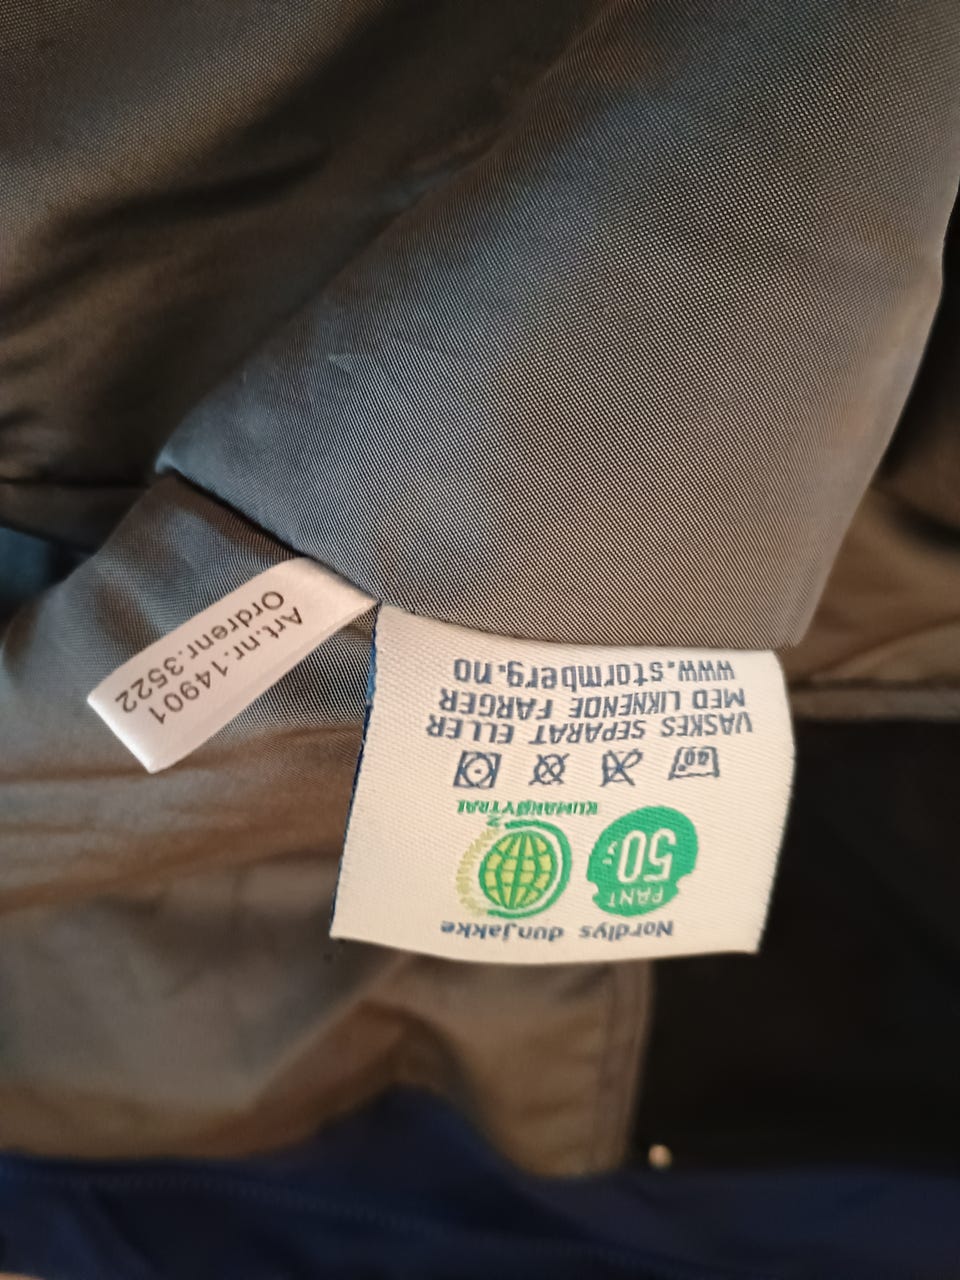 Nordlys dunjakke
PANT
50,-
KLIMANØYTRAL
40°
VASKES SEPARAT ELLER
MED LIKNENDE FARGER
www.stormberg.no
Art.nr.14901
Ordrenr.3522